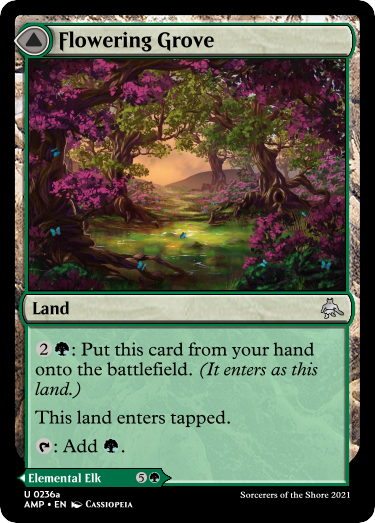 Flowering Grove
Land
2 : Put this card from your hand
onto the battlefield. (It enters as this
land.)
This land enters tapped.
: Add .
Elemental Elk 5
U 0236a
AMP • EN Cassiopeia
Sorcerers of the Shore 2021